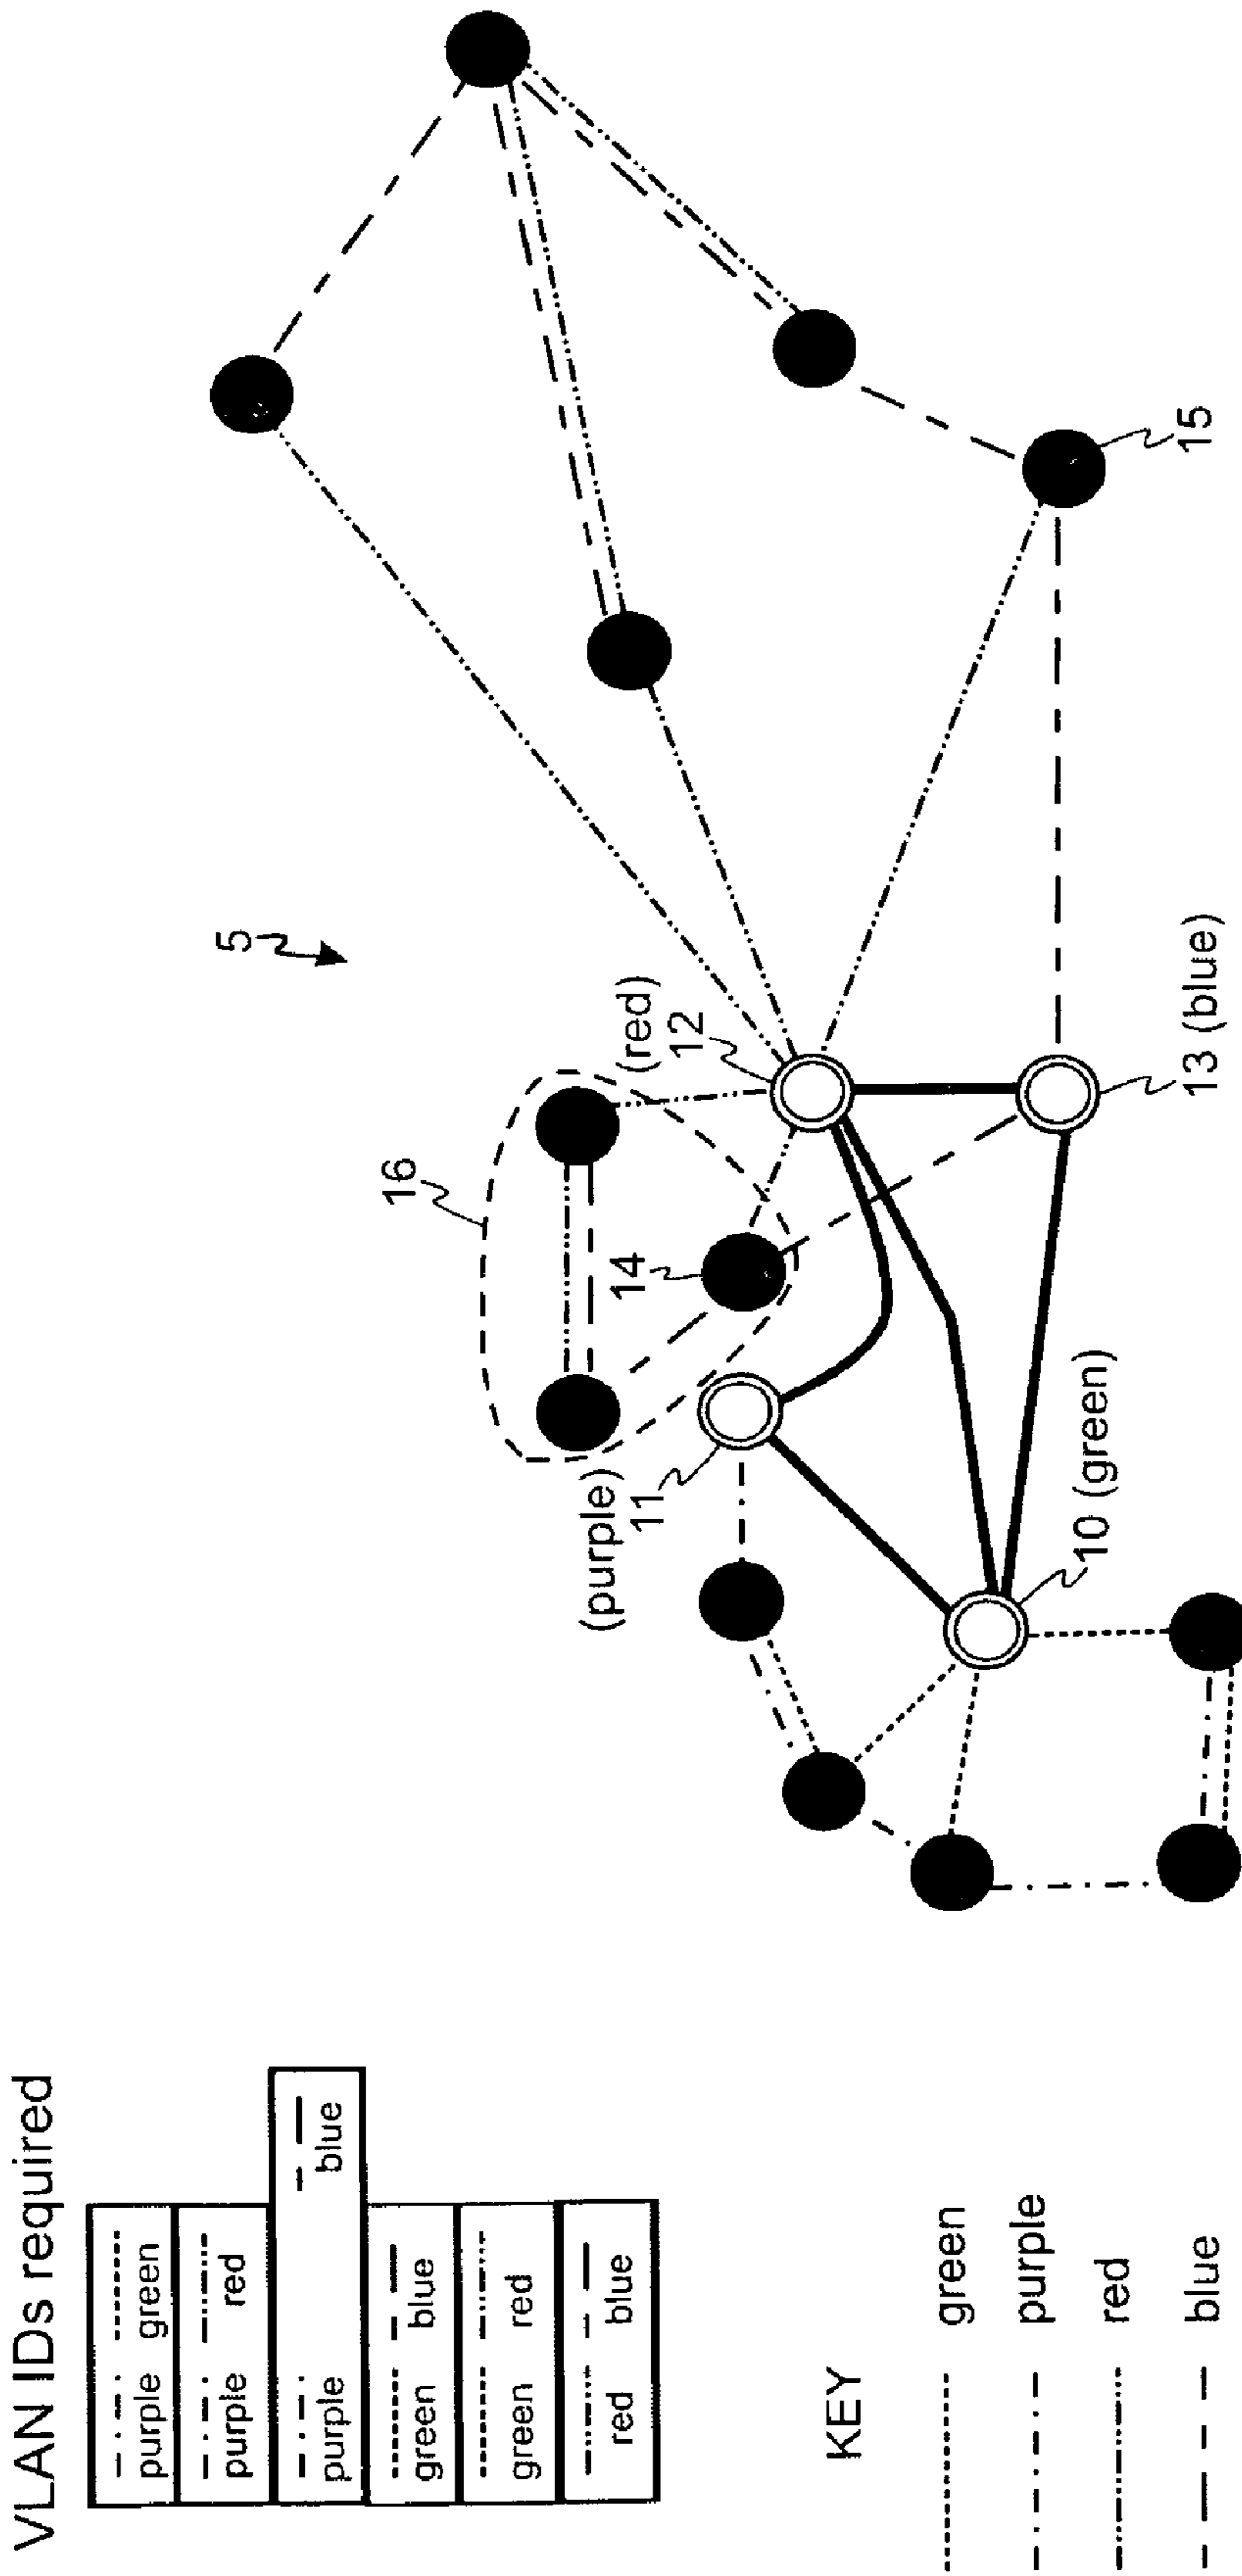 VLAN IDs required
purple green
purple red
purple blue
green blue
green red
red blue
KEY
green
purple
red
blue
5
16
(red)
12
14
(purple)
11
10 (green)
13 (blue)
15